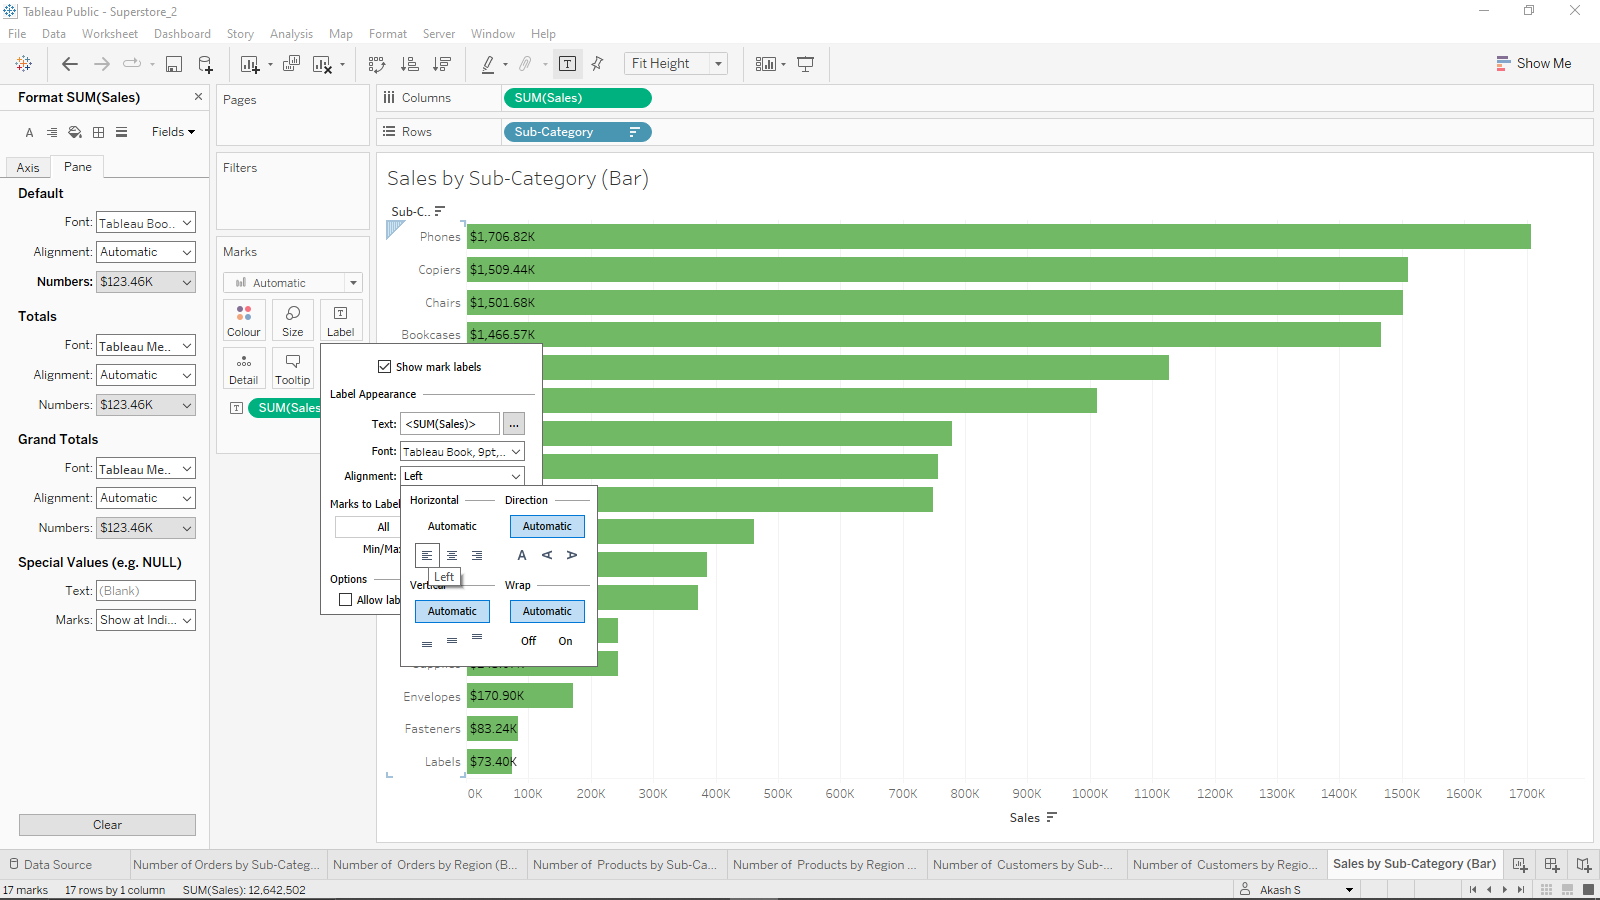 Tableau Public - Superstore_2
File Data Worksheet Dashboard Story Analysis Map Format Server Window Help
Fit Height
Show Me
Format SUM(Sales)
Fields
Axis Pane
Default
Font: Tableau Boo..
Alignment: Automatic
Numbers: $123.46K
Totals
Font: Tableau Me..
Alignment: Automatic
Numbers: $123.46K
Grand Totals
Font: Tableau Me..
Alignment: Automatic
Numbers: $123.46K
Special Values (e.g. NULL)
Text: (Blank)
Marks: Show at Indi...
Clear
Pages
Filters
Marks
Automatic
Colour Size Label
Detail Tooltip
SUM(Sales
Columns SUM(Sales)
Rows Sub-Category
Sales by Sub-Category (Bar)
Sub-C..
Phones $1,706.82K
Copiers $1,509.44K
Chairs $1,501.68K
Bookcases $1,466.57K
Envelopes $170.90K
Fasteners $83.24K
Labels $73.40K
0K 100K 200K 300K 400K 500K 600K 700K 800K 900K 1000K 1100K 1200K 1300K 1400K 1500K 1600K 1700K
Sales
Show mark labels
Label Appearance
Text: <SUM(Sales)> ...
Font: Tableau Book, 9pt,...
Alignment: Left
Marks to Label
All
Min/Max
Options
Allow lab
Horizontal Direction
Automatic Automatic
A A A
Left
Vertical Wrap
Automatic Automatic
Off On
Data Source
Number of Orders by Sub-Categ...
Number of Orders by Region (B...
Number of Products by Sub-Ca...
Number of Products by Region ...
Number of Customers by Sub-...
Number of Customers by Regio...
Sales by Sub-Category (Bar)
17 marks 17 rows by 1 column SUM(Sales): 12,642,502
Akash S